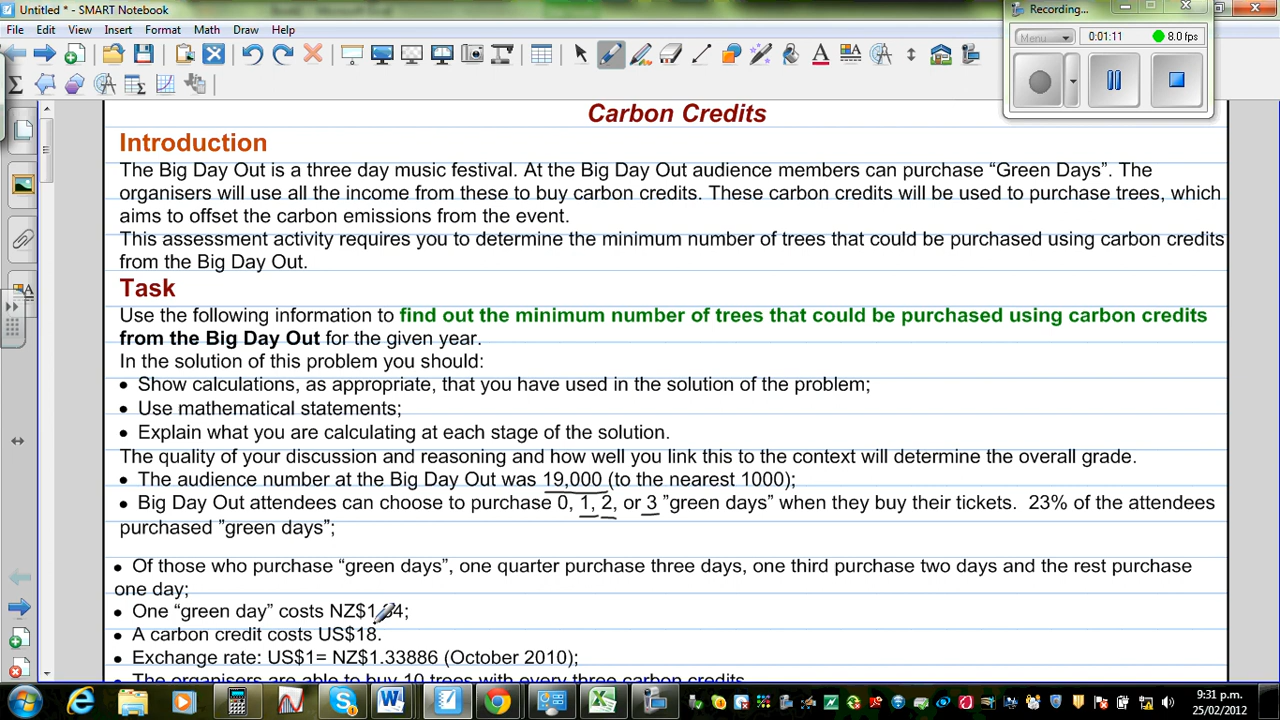 Untitled * - SMART Notebook
Recording...
File Edit View Insert Format Math Draw Help
Menu
0:01:11
8.0 fps
Carbon Credits
Introduction
The Big Day Out is a three day music festival. At the Big Day Out audience members can purchase “Green Days”. The
organisers will use all the income from these to buy carbon credits. These carbon credits will be used to purchase trees, which
aims to offset the carbon emissions from the event.
This assessment activity requires you to determine the minimum number of trees that could be purchased using carbon credits
from the Big Day Out.
Task
Use the following information to find out the minimum number of trees that could be purchased using carbon credits
from the Big Day Out for the given year.
In the solution of this problem you should:
• Show calculations, as appropriate, that you have used in the solution of the problem;
• Use mathematical statements;
• Explain what you are calculating at each stage of the solution.
The quality of your discussion and reasoning and how well you link this to the context will determine the overall grade.
• The audience number at the Big Day Out was 19,000 (to the nearest 1000);
• Big Day Out attendees can choose to purchase 0, 1, 2, or 3 ”green days” when they buy their tickets. 23% of the attendees
purchased ”green days”;
• Of those who purchase “green days”, one quarter purchase three days, one third purchase two days and the rest purchase
one day;
• One “green day” costs
• A carbon credit costs US$18.
• Exchange rate: US$1= NZ$1.33886 (October 2010);
• The organisers are able to buy 10 trees with every three carbon credits
9:31 p.m.
25/02/2012